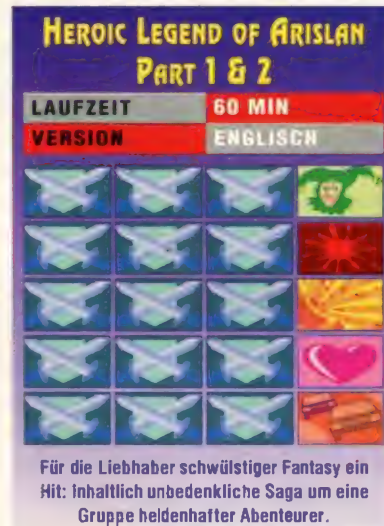 HEROIC LEGEND OF ARISLAN
PART 1 & 2
LAUFZEIT 60 MIN
VERSION ENGLISCH
Für die Liebhaber schwülstiger Fantasy ein
Hit: Inhaltlich unbedenkliche Saga um eine
Gruppe heldenhafter Abenteurer.